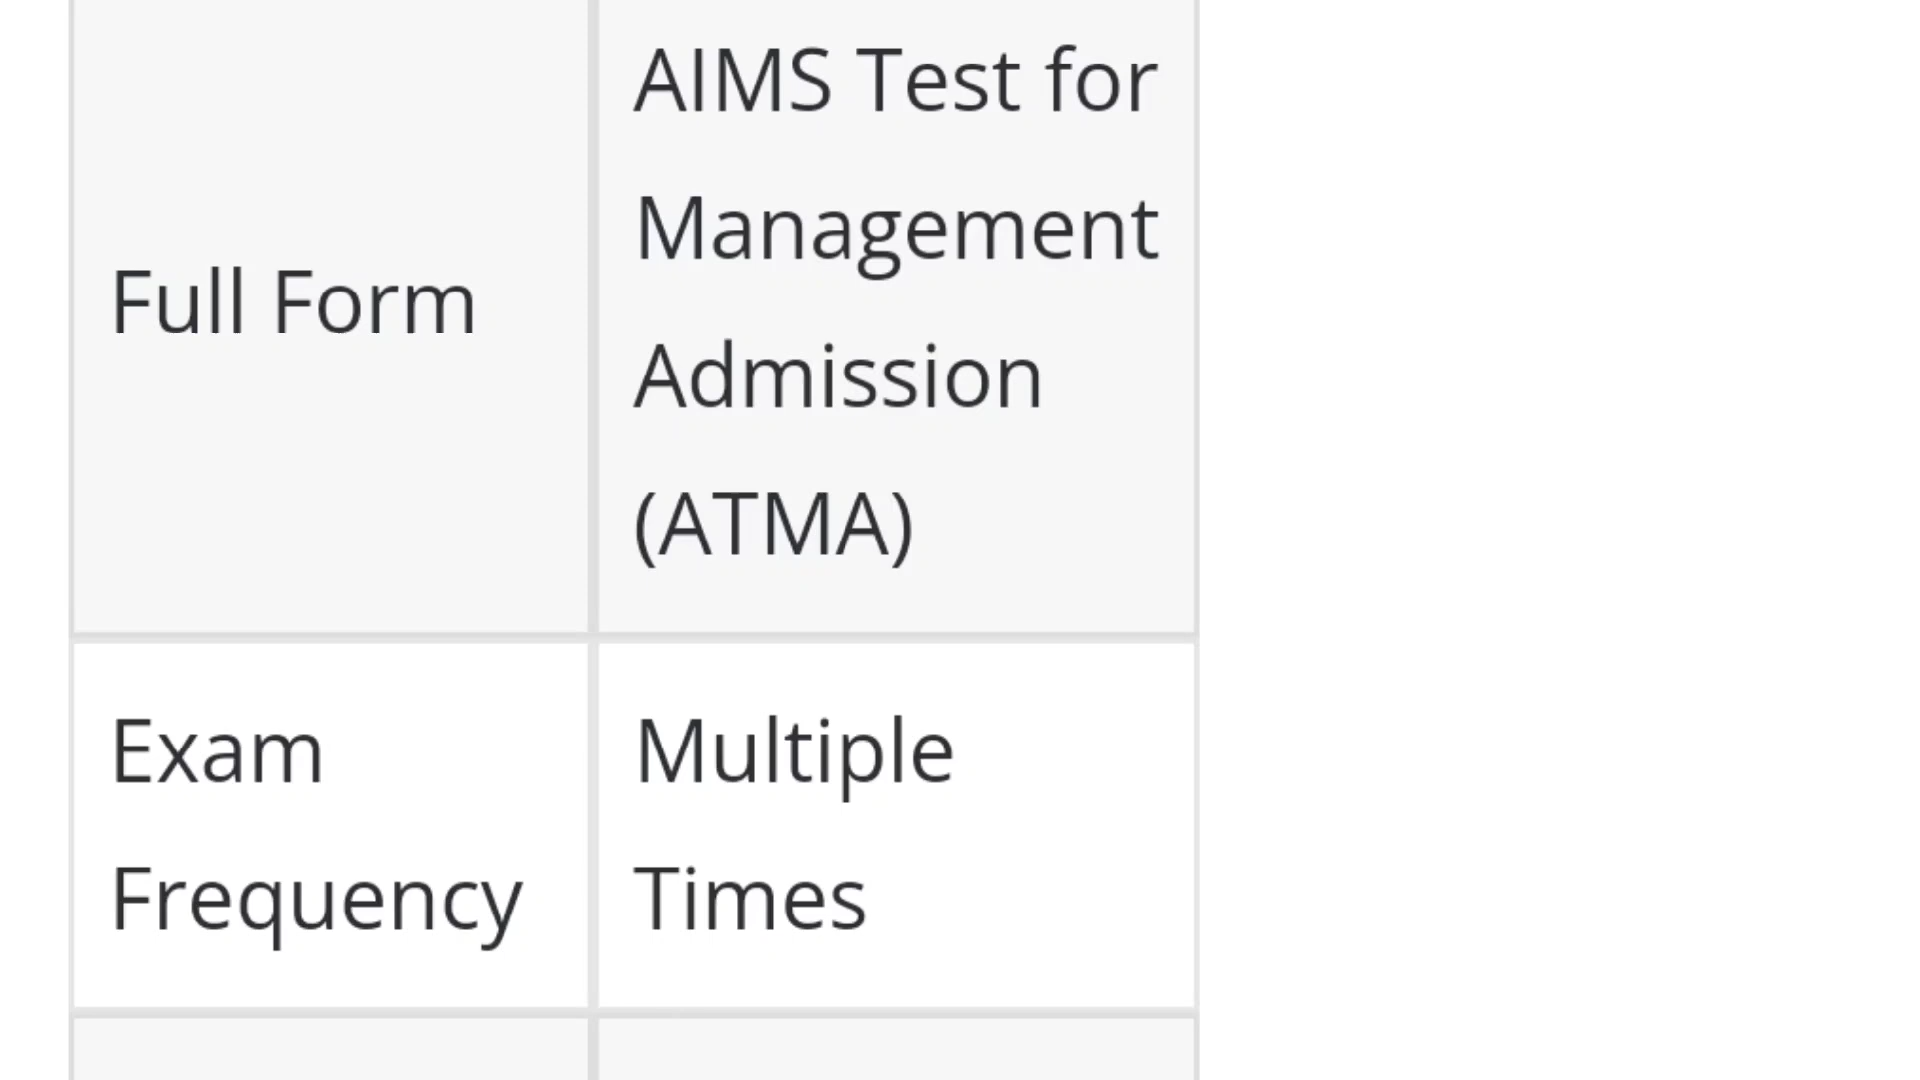 Full Form
AIMS Test for
Management
Admission
(ATMA)
Exam
Frequency
Multiple
Times